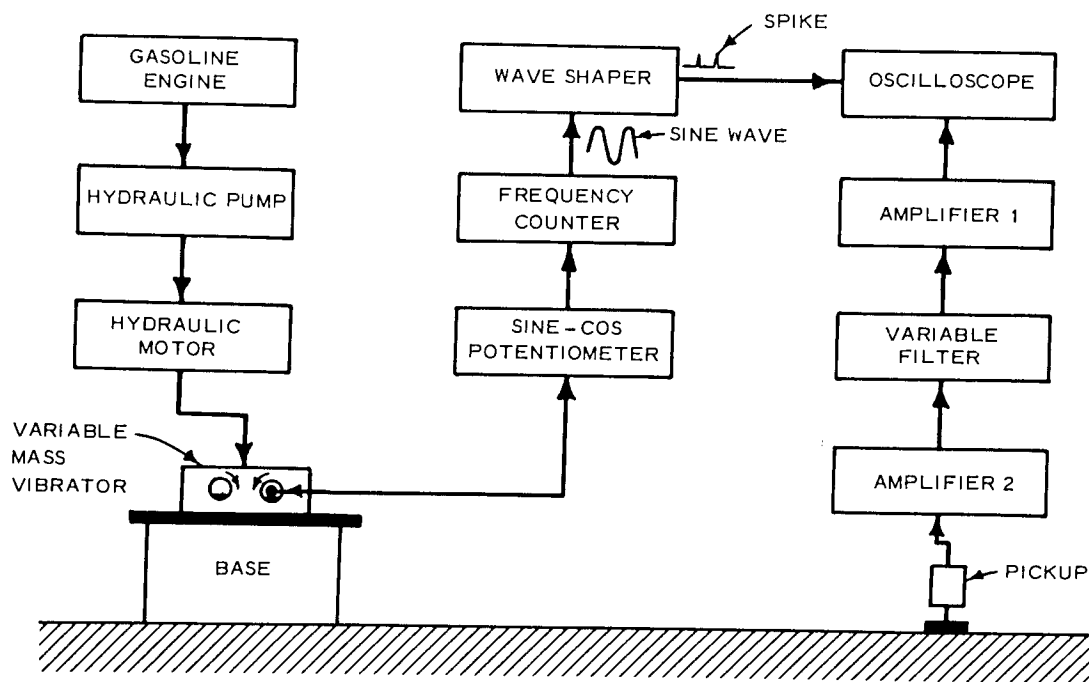 GASOLINE
ENGINE
HYDRAULIC PUMP
HYDRAULIC
MOTOR
VARIABLE
MASS
VIBRATOR
BASE
SPIKE
WAVE SHAPER
SINE WAVE
FREQUENCY
COUNTER
SINE-COS
POTENTIOMETER
OSCILLOSCOPE
AMPLIFIER 1
VARIABLE
FILTER
AMPLIFIER 2
PICKUP